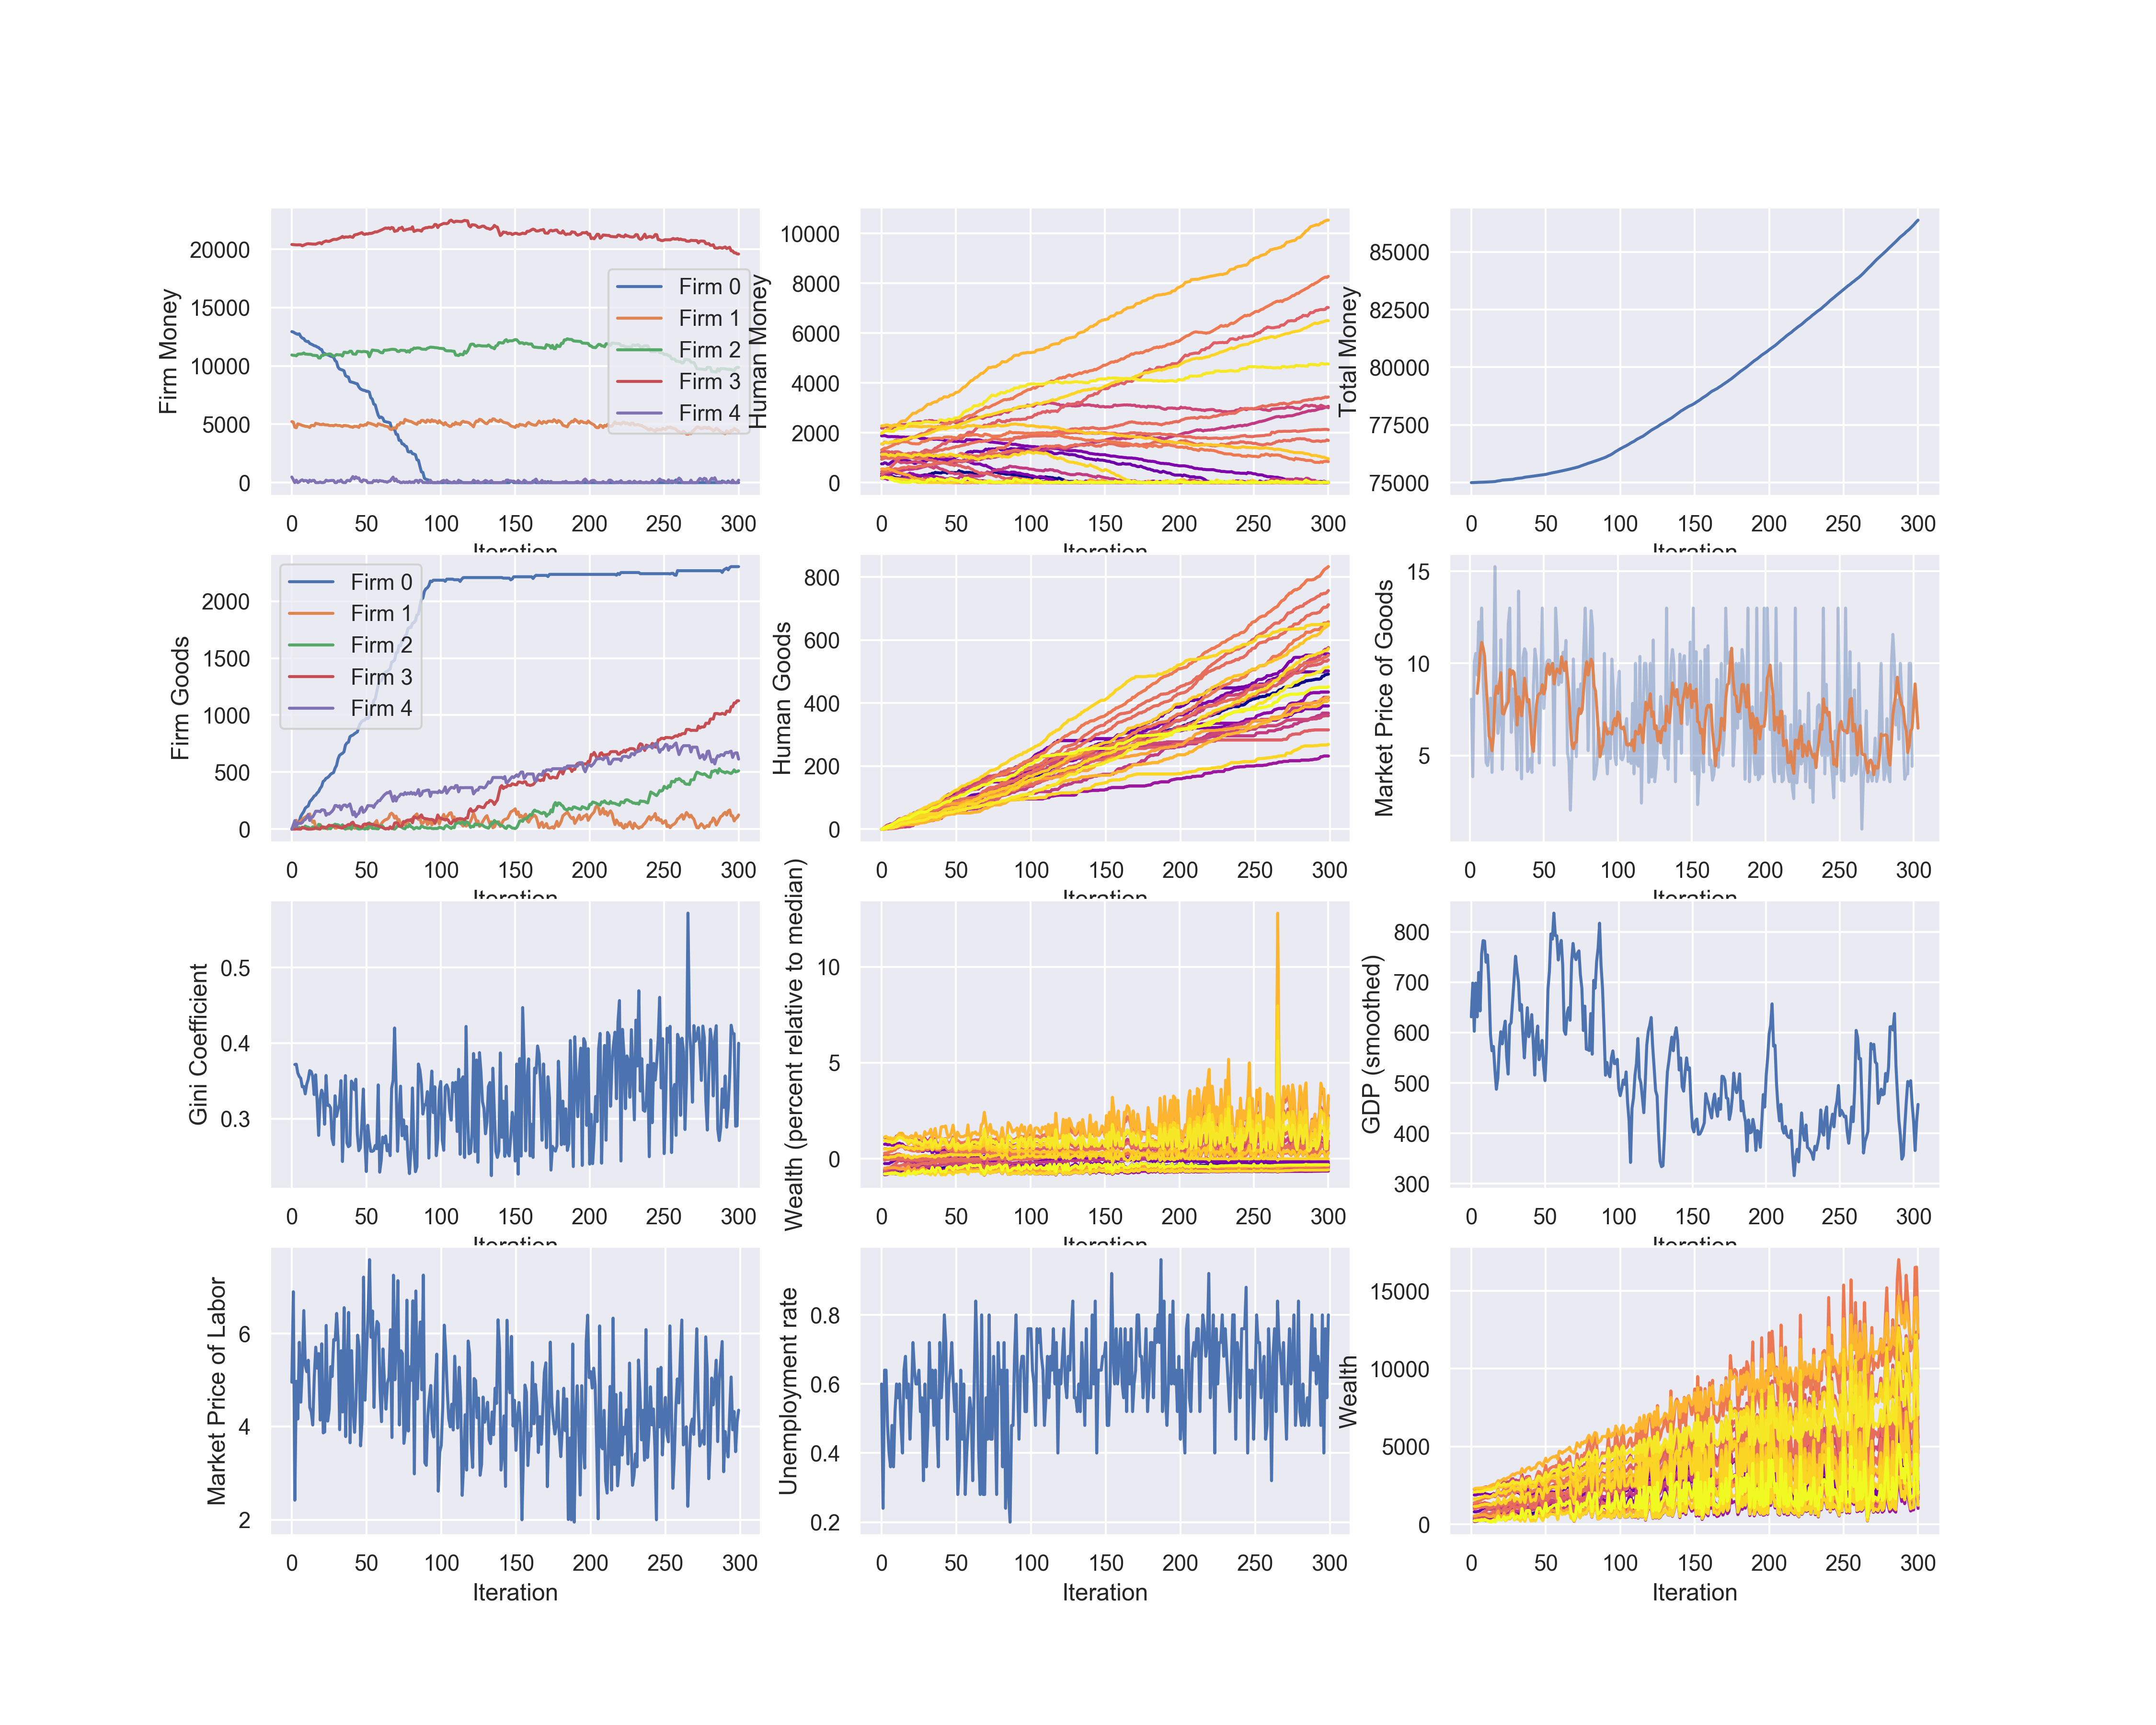 Firm Money
20000
15000
10000
5000
0
Firm 0
Firm 1
Firm 2
Firm 3
Firm 4
0 50 100 150 200 250 300
Iteration
Human Money
10000
8000
6000
4000
2000
0
0 50 100 150 200 250 300
Iteration
Total Money
85000
82500
80000
77500
75000
0 50 100 150 200 250 300
Iteration
Firm Goods
2000
1500
1000
500
0
Firm 0
Firm 1
Firm 2
Firm 3
Firm 4
0 50 100 150 200 250 300
Iteration
Human Goods
800
600
400
200
0
0 50 100 150 200 250 300
Iteration
Market Price of Goods
15
10
5
0 50 100 150 200 250 300
Iteration
Gini Coefficient
0.5
0.4
0.3
0 50 100 150 200 250 300
Iteration
Wealth (percent relative to median)
10
5
0
0 50 100 150 200 250 300
Iteration
GDP (smoothed)
800
700
600
500
400
300
0 50 100 150 200 250 300
Iteration
Market Price of Labor
6
4
2
0 50 100 150 200 250 300
Iteration
Unemployment rate
0.8
0.6
0.4
0.2
0 50 100 150 200 250 300
Iteration
Wealth
15000
10000
5000
0
0 50 100 150 200 250 300
Iteration